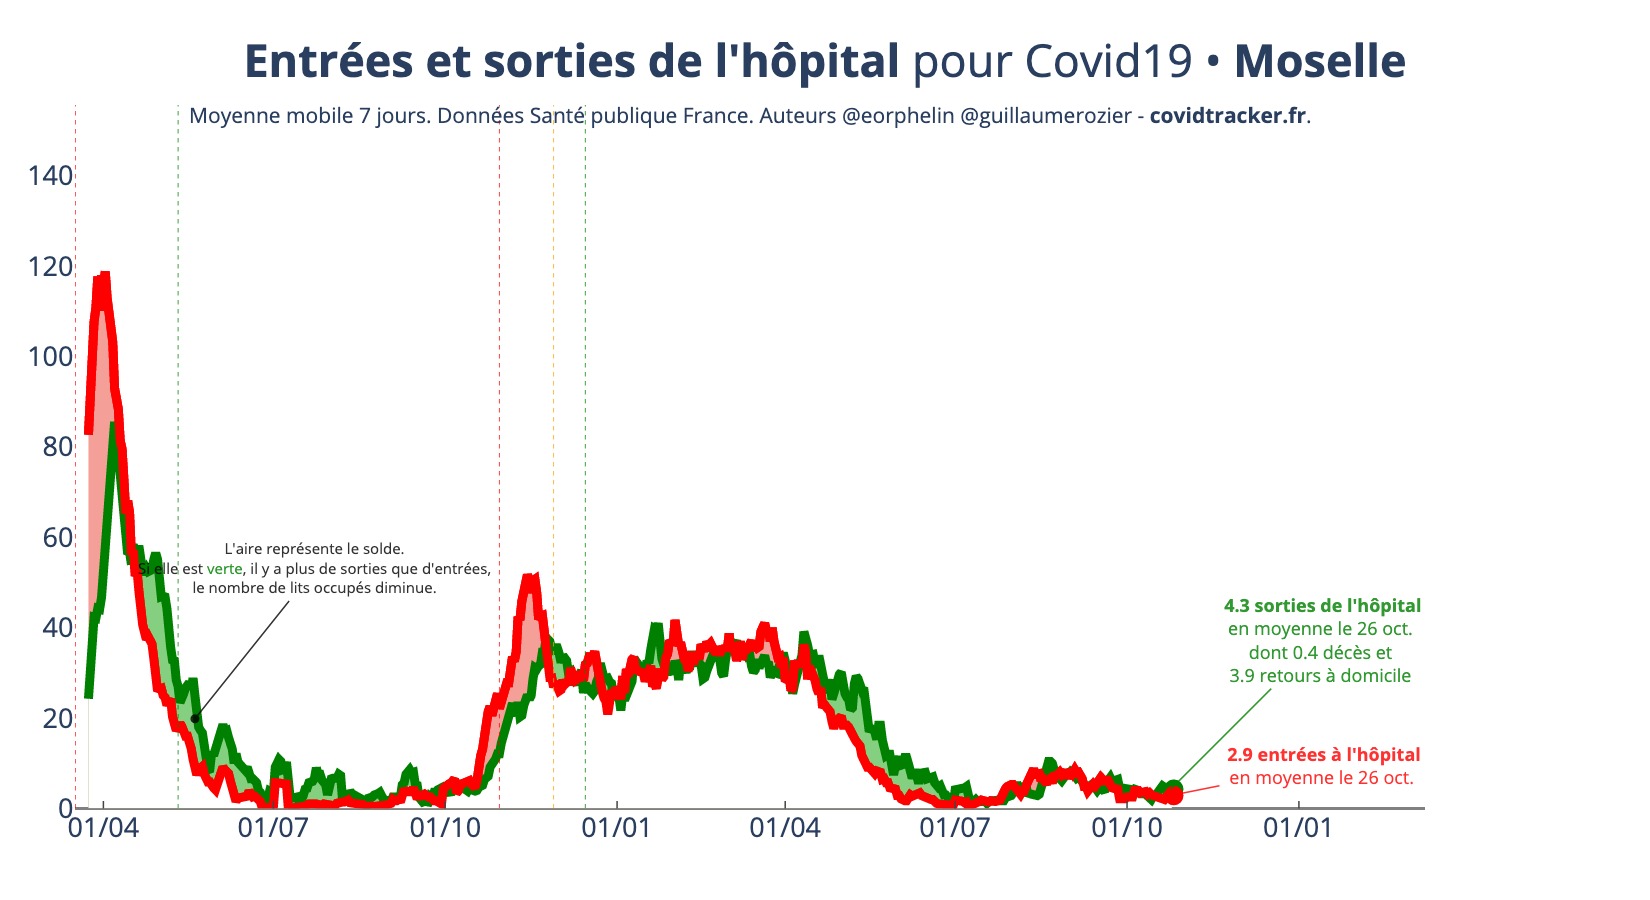 Entrées et sorties de l'hôpital pour Covid19 • Moselle
Moyenne mobile 7 jours. Données Santé publique France. Auteurs @eorphelin @guillaumerozier - covidtracker.fr.
140
120
100
80
60
40
20
0
L'aire représente le solde.
Si elle est verte, il y a plus de sorties que d'entrées,
le nombre de lits occupés diminue.
4.3 sorties de l'hôpital
en moyenne le 26 oct.
dont 0.4 décès et
3.9 retours à domicile
2.9 entrées à l'hôpital
en moyenne le 26 oct.
01/04 01/07 01/10 01/01 01/04 01/07 01/10 01/01